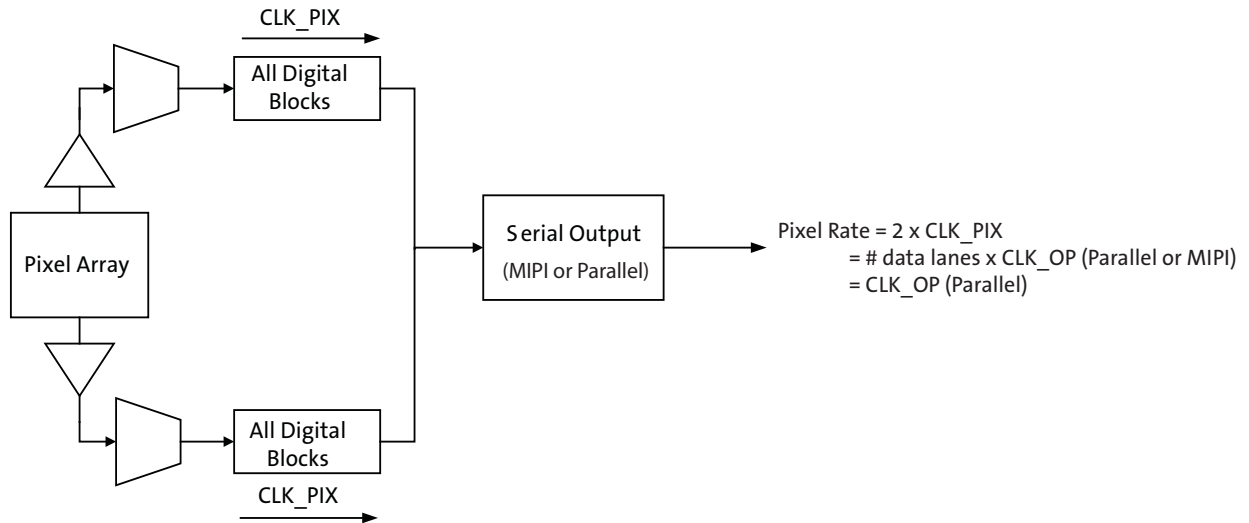 CLK_PIX
All Digital
Blocks
Pixel Array
Serial Output
(MIPI or Parallel)
Pixel Rate = 2 x CLK_PIX
= # data lanes x CLK_OP (Parallel or MIPI)
= CLK_OP (Parallel)
All Digital
Blocks
CLK_PIX